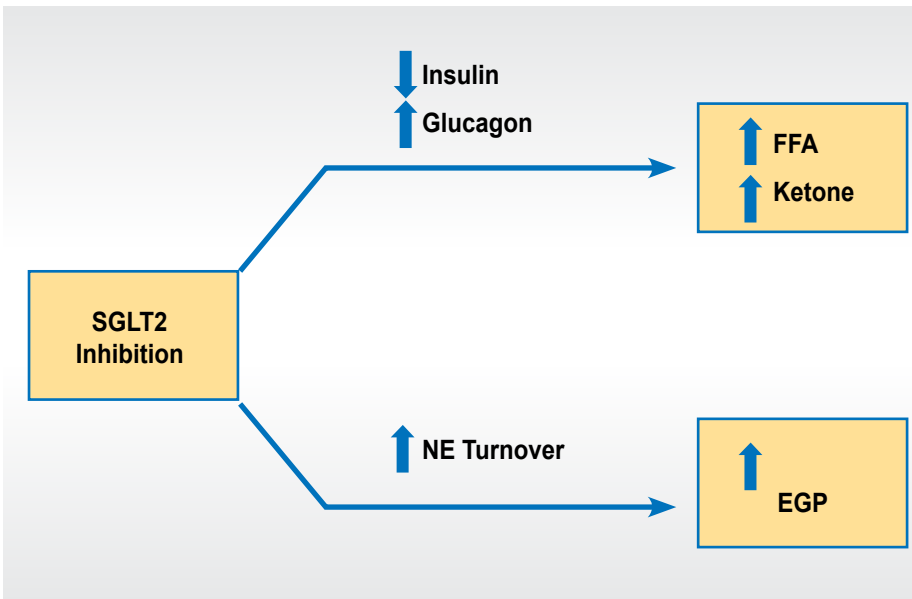 Insulin
Glucagon
FFA
Ketone
SGLT2
Inhibition
NE Turnover
EGP